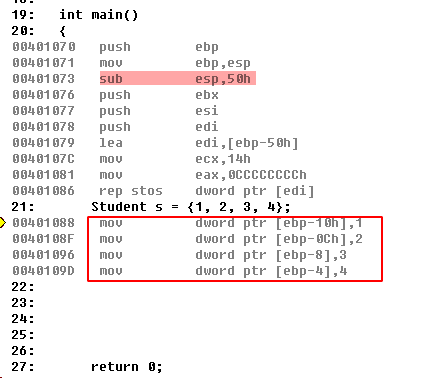 19: int main()
20: {
00401070 push ebp
00401071 mov ebp,esp
00401073 sub esp,50h
00401076 push ebx
00401077 push esi
00401078 push edi
00401079 lea edi,[ebp-50h]
0040107C mov ecx,14h
00401081 mov eax,0CCCCCCCCh
00401086 rep stos dword ptr [edi]
21: Student s = {1, 2, 3, 4};
00401088 mov dword ptr [ebp-10h],1
0040108F mov dword ptr [ebp-0Ch],2
00401096 mov dword ptr [ebp-8],3
0040109D mov dword ptr [ebp-4],4
22:
23:
24:
25:
26:
27: return 0;